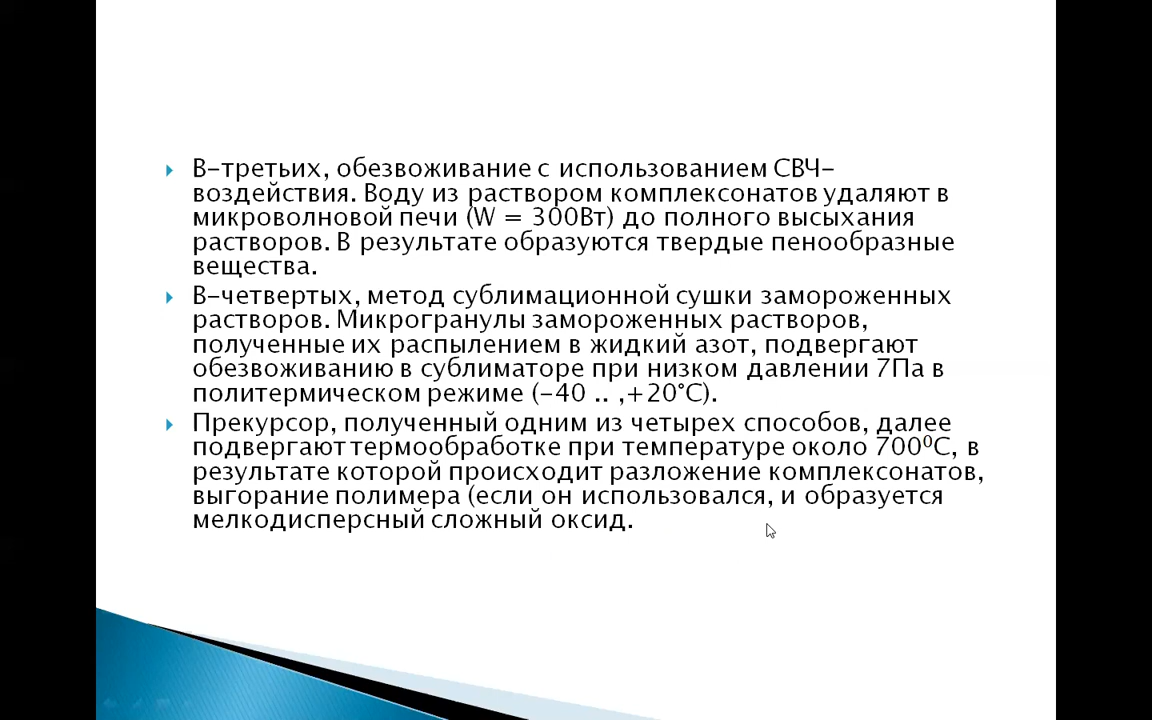 В-третьих, обезвоживание с использованием СВЧ-
воздействия. Воду из раствором комплексонатов удаляют в
микроволновой печи (W = 300Вт) до полного высыхания
растворов. В результате образуются твердые пенообразные
вещества.
В-четвертых, метод сублимационной сушки замороженных
растворов. Микрогранулы замороженных растворов,
полученные их распылением в жидкий азот, подвергают
обезвоживанию в сублиматоре при низком давлении 7Па в
политермическом режиме (-40 .. ,+20°С).
Прекурсор, полученный одним из четырех способов, далее
подвергают термообработке при температуре около 700⁰С, в
результате которой происходит разложение комплексонатов,
выгорание полимера (если он использовался, и образуется
мелкодисперсный сложный оксид.